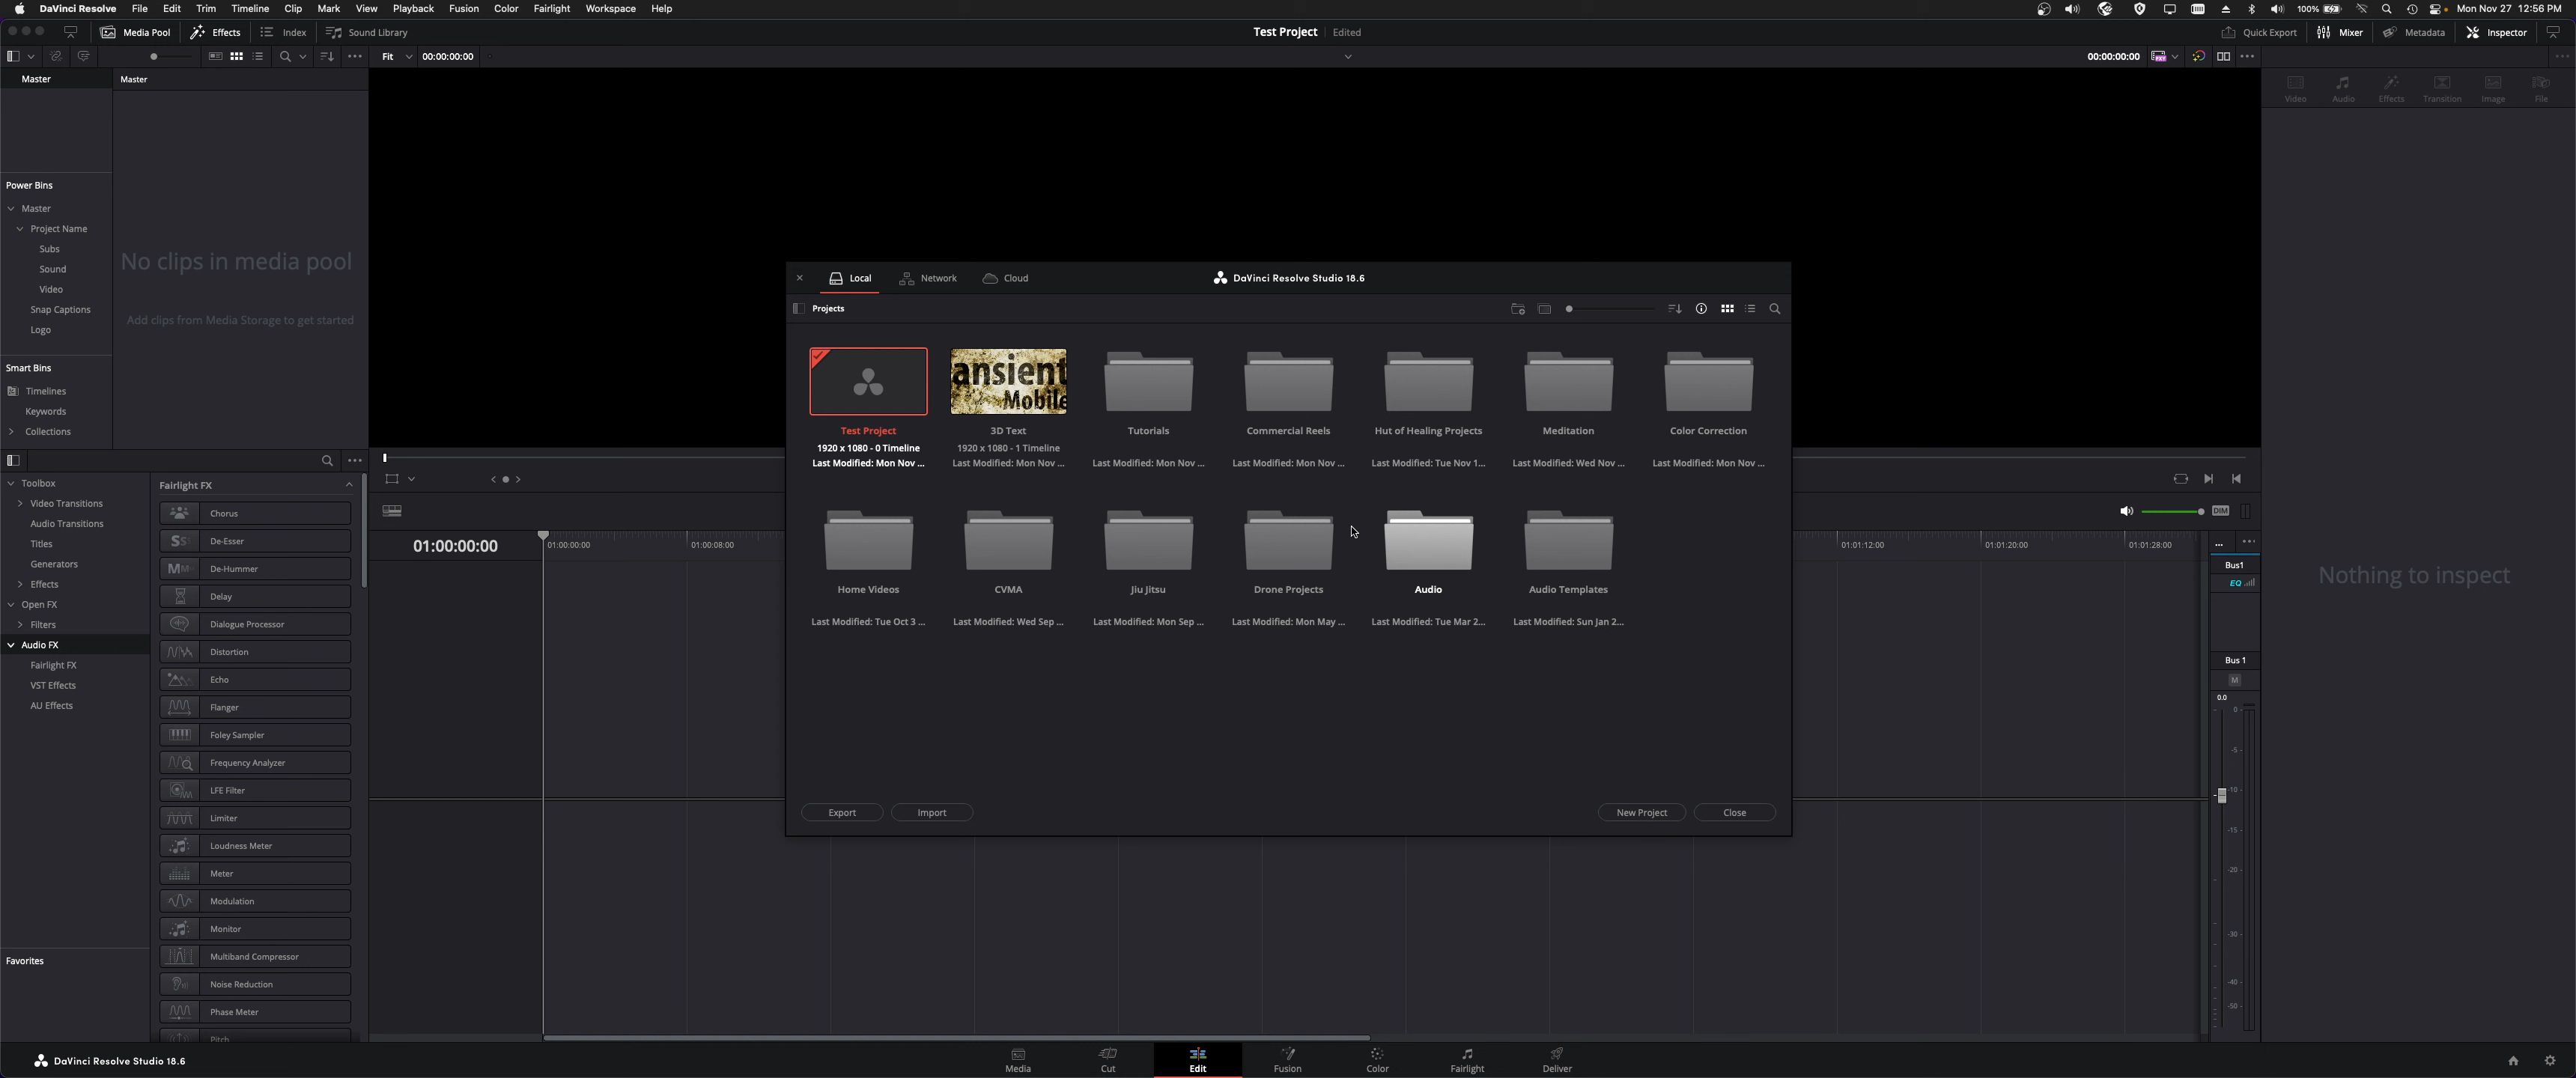 DaVinci Resolve File Edit Trim Timeline Clip Mark View Playback Fusion Color Fairlight Workspace Help
100% Mon Nov 27 12:56 PM
Media Pool Effects Index Sound Library
Test Project Edited
Quick Export Mixer Metadata Inspector
Fit 00:00:00:00
00:00:00:00
Master
Master
Video Audio Effects Transition Image File
Power Bins
Master
Project Name
Subs
Sound
Video
Snap Captions
Logo
No clips in media pool
Add clips from Media Storage to get started
Smart Bins
Timelines
Keywords
Collections
Local Network Cloud
DaVinci Resolve Studio 18.6
Projects
ansient
Mobile
Test Project
1920 x 1080 - 0 Timeline
Last Modified: Mon Nov ...
3D Text
1920 x 1080 - 1 Timeline
Last Modified: Mon Nov ...
Tutorials
Last Modified: Mon Nov ...
Commercial Reels
Last Modified: Mon Nov ...
Hut of Healing Projects
Last Modified: Tue Nov 1...
Meditation
Last Modified: Wed Nov ...
Color Correction
Last Modified: Mon Nov ...
Home Videos
Last Modified: Tue Oct 3 ...
CVMA
Last Modified: Wed Sep ...
Jiu Jitsu
Last Modified: Mon Sep ...
Drone Projects
Last Modified: Mon May ...
Audio
Last Modified: Tue Mar 2...
Audio Templates
Last Modified: Sun Jan 2...
Export Import
New Project Close
Toolbox
Video Transitions
Audio Transitions
Titles
Generators
Effects
Open FX
Filters
Audio FX
Fairlight FX
VST Effects
AU Effects
Favorites
Fairlight FX
Chorus
De-Esser
De-Hummer
Delay
Dialogue Processor
Distortion
Echo
Flanger
Foley Sampler
Frequency Analyzer
LFE Filter
Limiter
Loudness Meter
Meter
Modulation
Monitor
Multiband Compressor
Noise Reduction
Phase Meter
Pitch
01:00:00:00
01:00:00:00 01:00:08:00
01:01:12:00 01:01:20:00 01:01:28:00
DIM
Bus1
EQ
Bus 1
M
0.0
0
-5
-10
-15
-20
-30
-40
-50
Nothing to inspect
DaVinci Resolve Studio 18.6
Media Cut Edit Fusion Color Fairlight Deliver